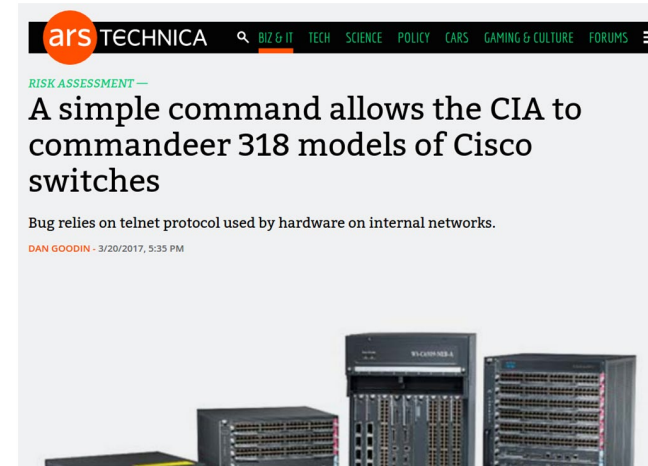 ars TECHNICA BIZ & IT TECH SCIENCE POLICY CARS GAMING & CULTURE FORUMS
RISK ASSESSMENT —
A simple command allows the CIA to
commandeer 318 models of Cisco
switches
Bug relies on telnet protocol used by hardware on internal networks.
DAN GOODIN - 3/20/2017, 5:35 PM